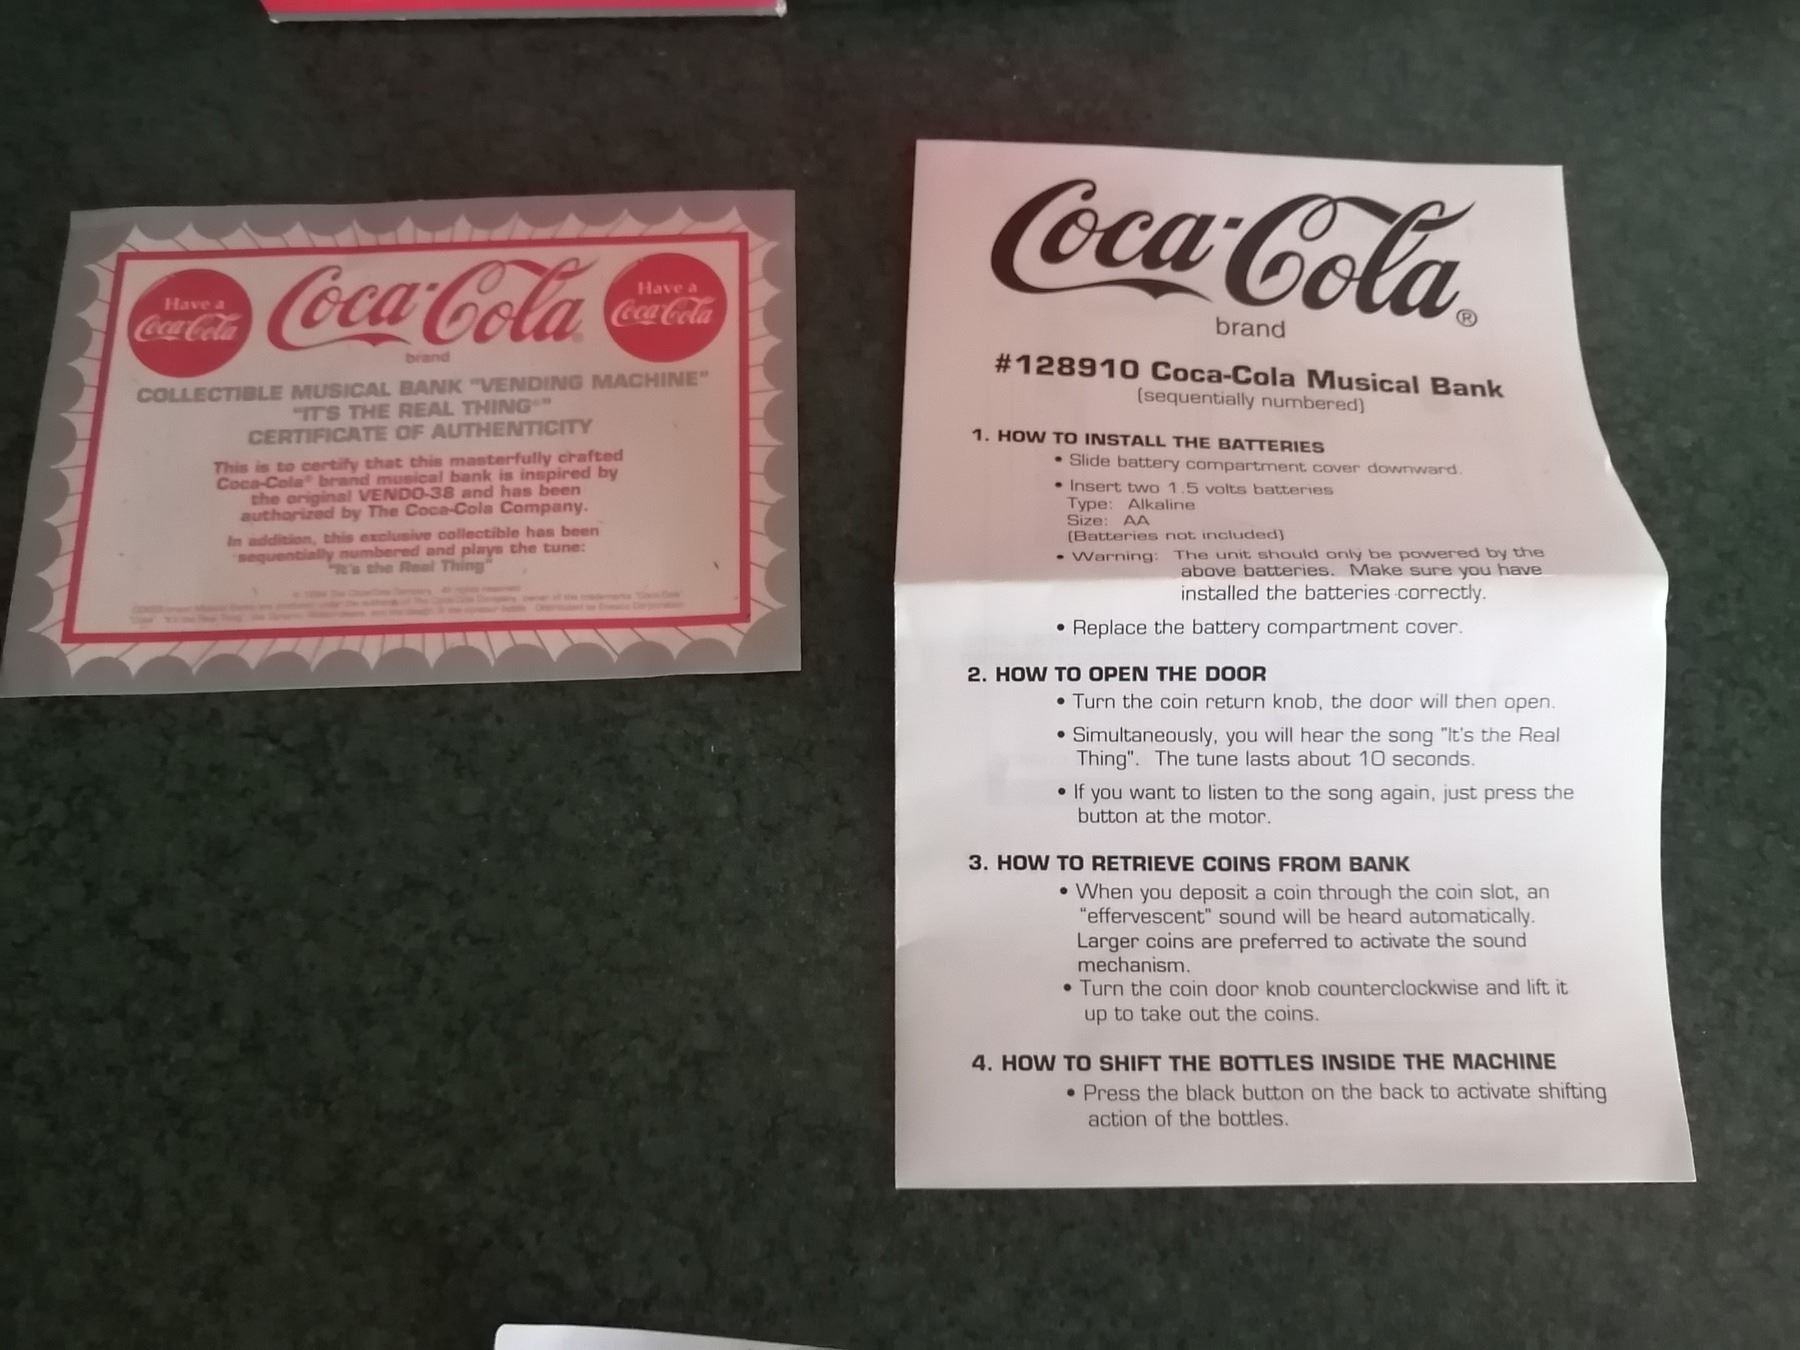 Have a
Coca-Cola
Coca-Cola
brand
Have a
Coca-Cola
COLLECTIBLE MUSICAL BANK "VENDING MACHINE"
"IT'S THE REAL THING®"
CERTIFICATE OF AUTHENTICITY
This is to certify that this masterfully crafted
Coca-Cola® brand musical bank is inspired by
the original VENDO-38 and has been
authorized by The Coca-Cola Company.
In addition, this exclusive collectible has been
sequentially numbered and plays the tune:
"It's the Real Thing"
The Coca-Cola Company. All rights reserved.
Coca-Cola®
brand
#128910 Coca-Cola Musical Bank
(sequentially numbered)
1. HOW TO INSTALL THE BATTERIES
• Slide battery compartment cover downward.
• Insert two 1.5 volts batteries
Type: Alkaline
Size: AA
(Batteries not included)
• Warning: The unit should only be powered by the
above batteries. Make sure you have
installed the batteries correctly.
• Replace the battery compartment cover.
2. HOW TO OPEN THE DOOR
• Turn the coin return knob, the door will then open.
• Simultaneously, you will hear the song "It's the Real
Thing". The tune lasts about 10 seconds.
• If you want to listen to the song again, just press the
button at the motor.
3. HOW TO RETRIEVE COINS FROM BANK
• When you deposit a coin through the coin slot, an
"effervescent" sound will be heard automatically.
Larger coins are preferred to activate the sound
mechanism.
• Turn the coin door knob counterclockwise and lift it
up to take out the coins.
4. HOW TO SHIFT THE BOTTLES INSIDE THE MACHINE
• Press the black button on the back to activate shifting
action of the bottles.